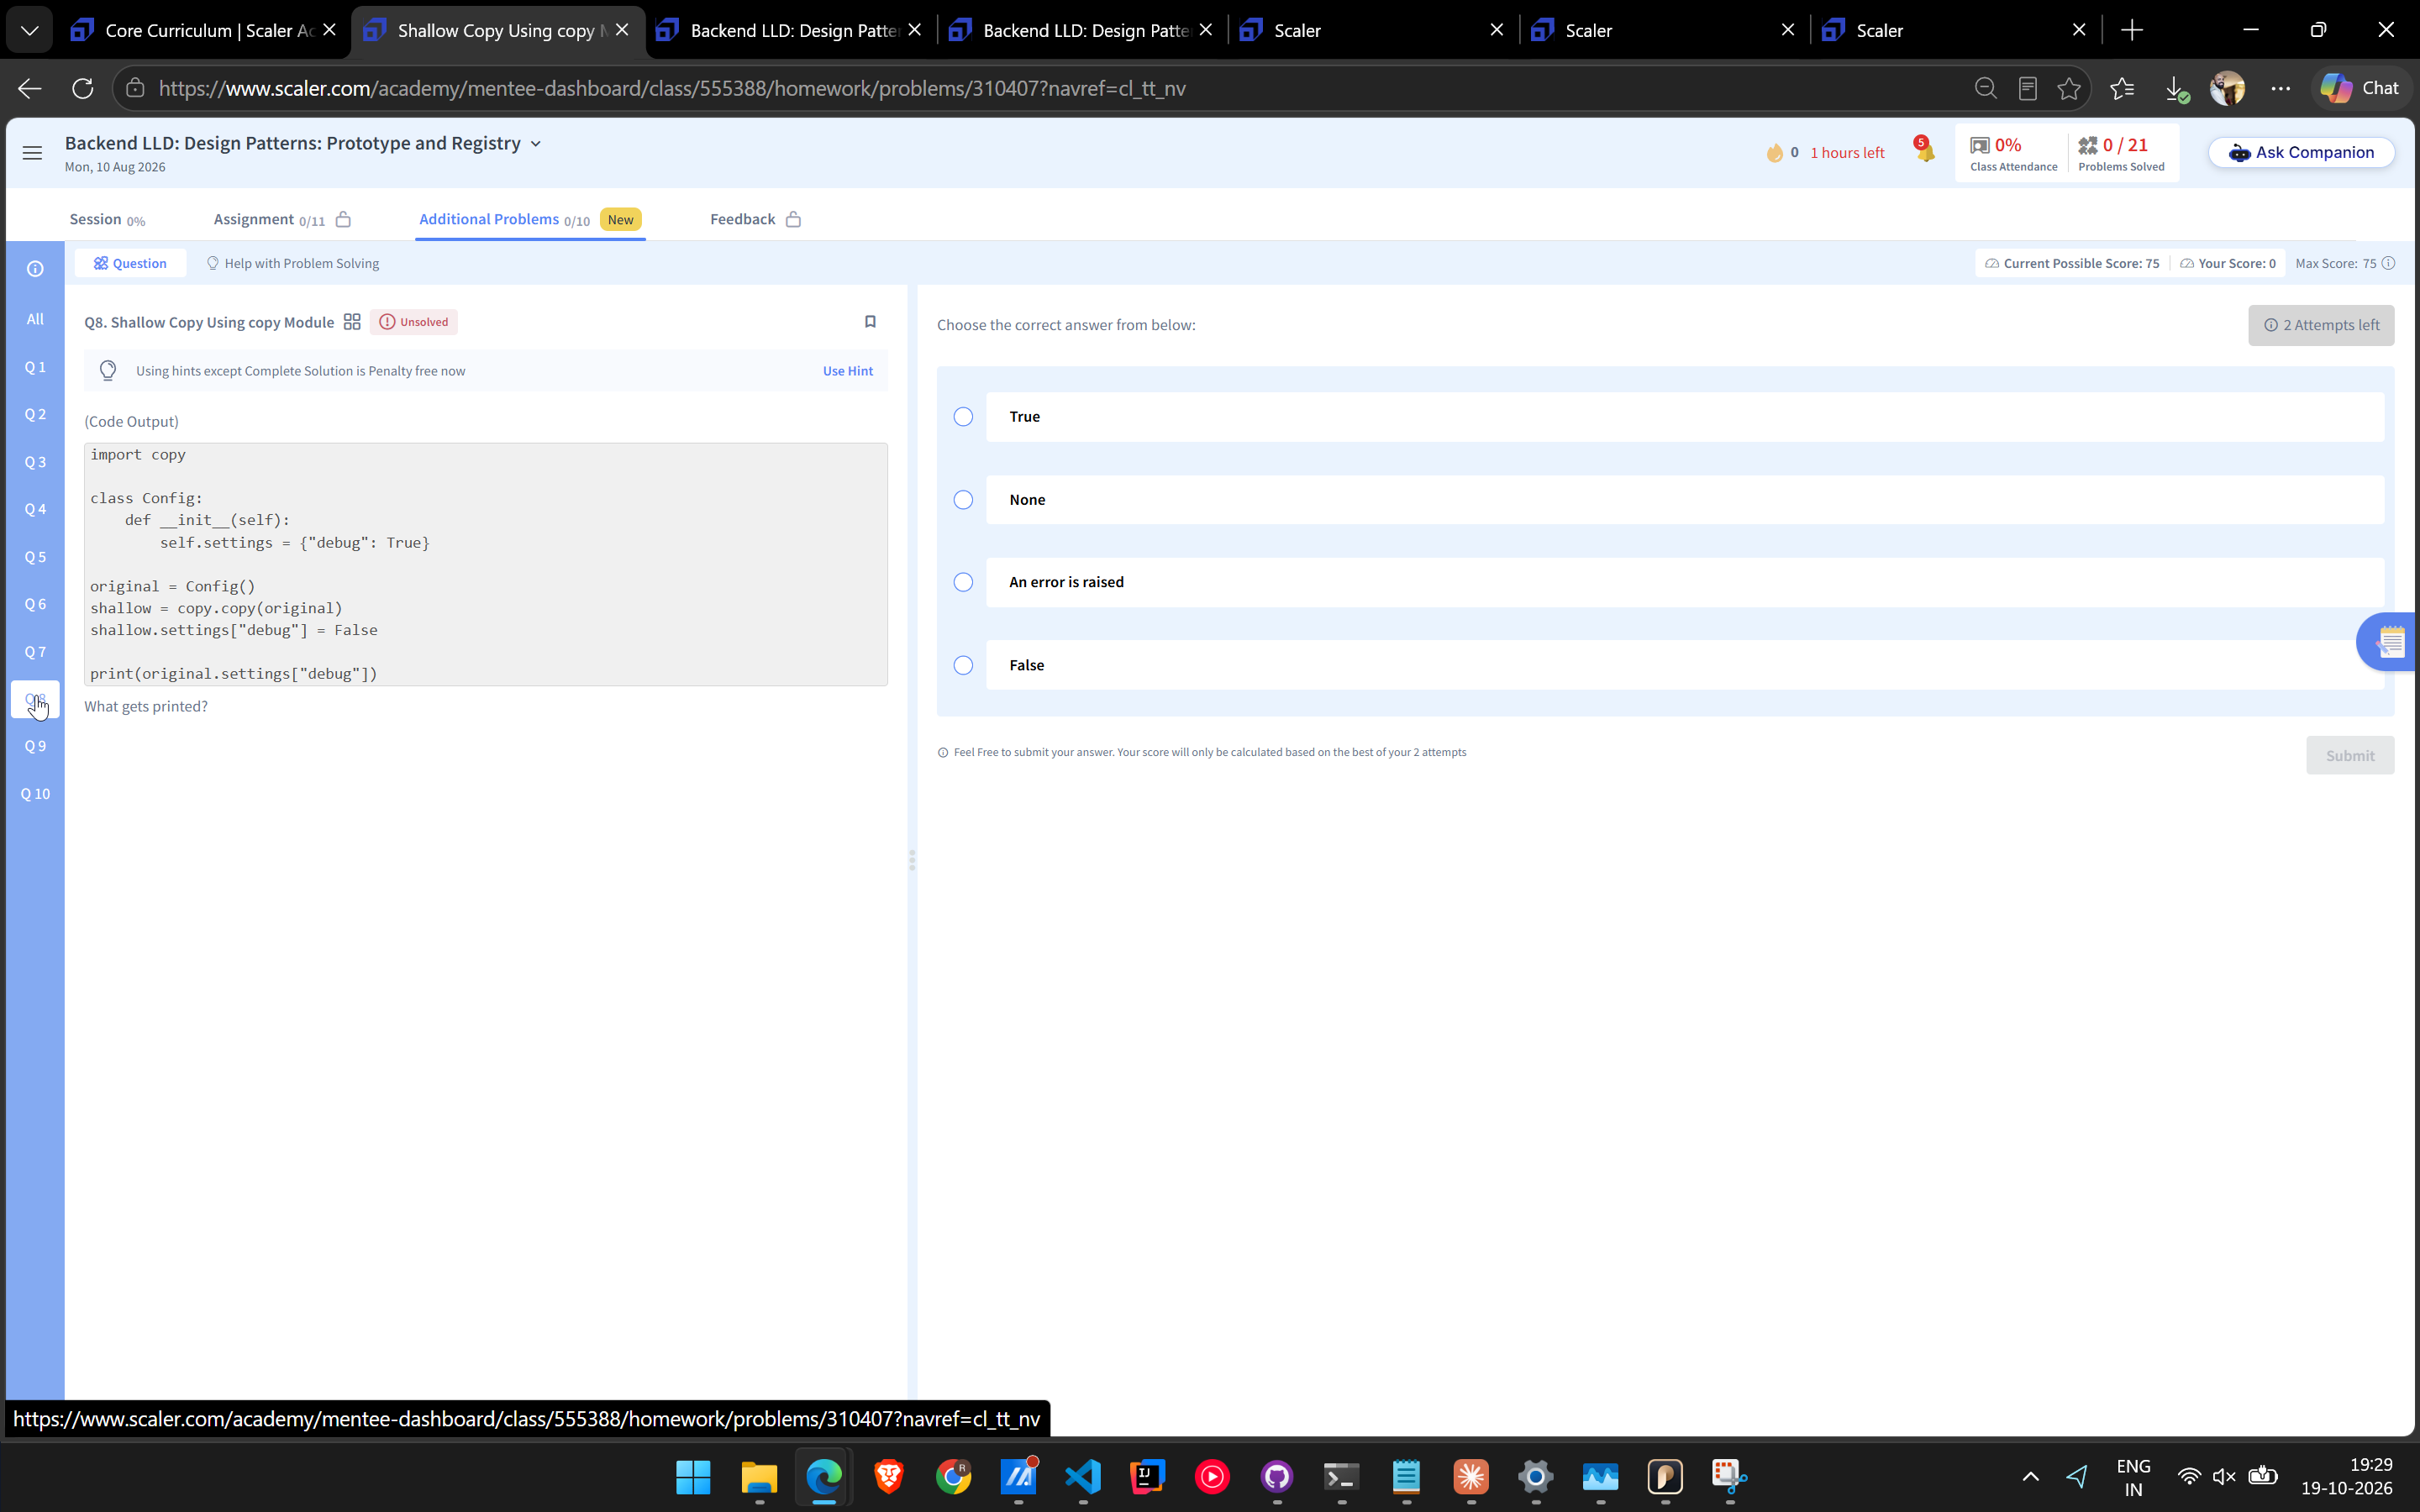 Core Curriculum | Scaler Ac
Shallow Copy Using copy M
Backend LLD: Design Patter
Backend LLD: Design Patte
Scaler
Scaler
Scaler
https://www.scaler.com/academy/mentee-dashboard/class/555388/homework/problems/310407?navref=cl_tt_nv
Chat
Backend LLD: Design Patterns: Prototype and Registry
Mon, 10 Aug 2026
0 1 hours left
5
0%
Class Attendance
0 / 21
Problems Solved
Ask Companion
Session 0%
Assignment 0/11
Additional Problems 0/10 New
Feedback
Question
Help with Problem Solving
Current Possible Score: 75
Your Score: 0
Max Score: 75
All
Q 1
Q 2
Q 3
Q 4
Q 5
Q 6
Q 7
Q 9
Q 10
Q8. Shallow Copy Using copy Module
Unsolved
Using hints except Complete Solution is Penalty free now
Use Hint
(Code Output)
import copy
class Config:
    def __init__(self):
        self.settings = {"debug": True}
original = Config()
shallow = copy.copy(original)
shallow.settings["debug"] = False
print(original.settings["debug"])
What gets printed?
Choose the correct answer from below:
2 Attempts left
True
None
An error is raised
False
Feel Free to submit your answer. Your score will only be calculated based on the best of your 2 attempts
Submit
https://www.scaler.com/academy/mentee-dashboard/class/555388/homework/problems/310407?navref=cl_tt_nv
R
IJ
ENG
IN
19:29
19-10-2026